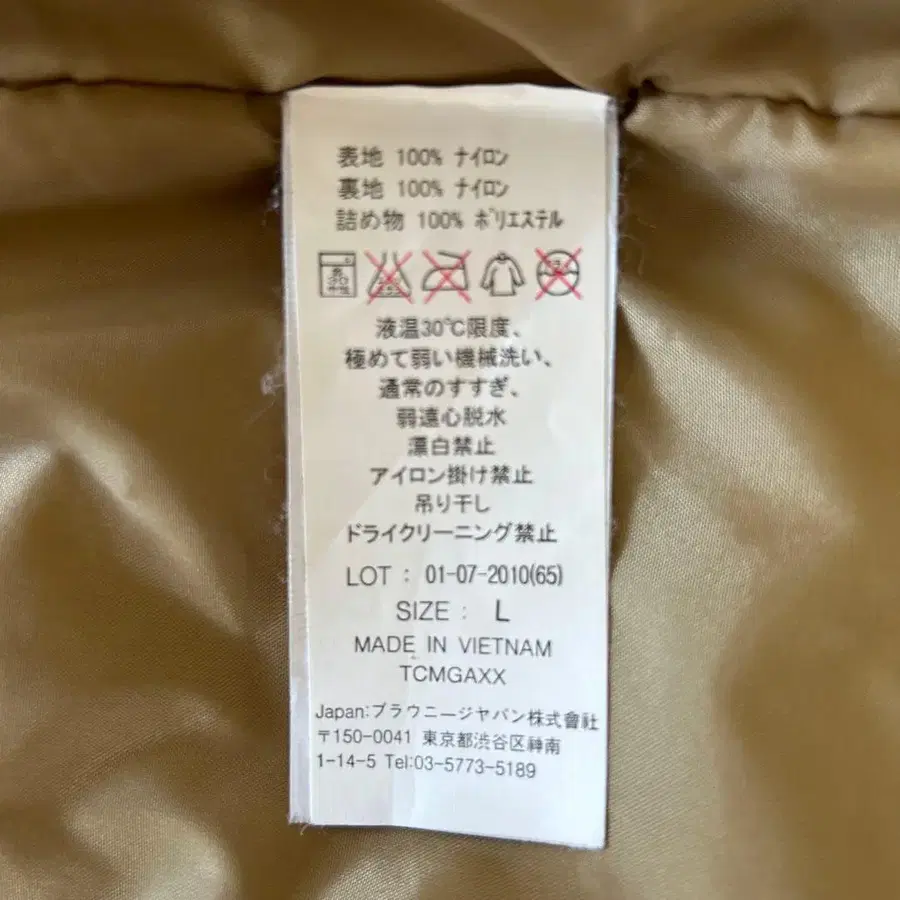 表地 100% ナイロン
裏地 100% ナイロン
詰め物 100% ポリエステル
液温30℃限度、
極めて弱い機械洗い、
通常のすすぎ、
弱遠心脱水
漂白禁止
アイロン掛け禁止
吊り干し
ドライクリーニング禁止
LOT : 01-07-2010(65)
SIZE : L
MADE IN VIETNAM
TCMGAXX
Japan:ブラウニージャパン株式會社
〒150-0041 東京都渋谷区神南
1-14-5 Tel:03-5773-5189